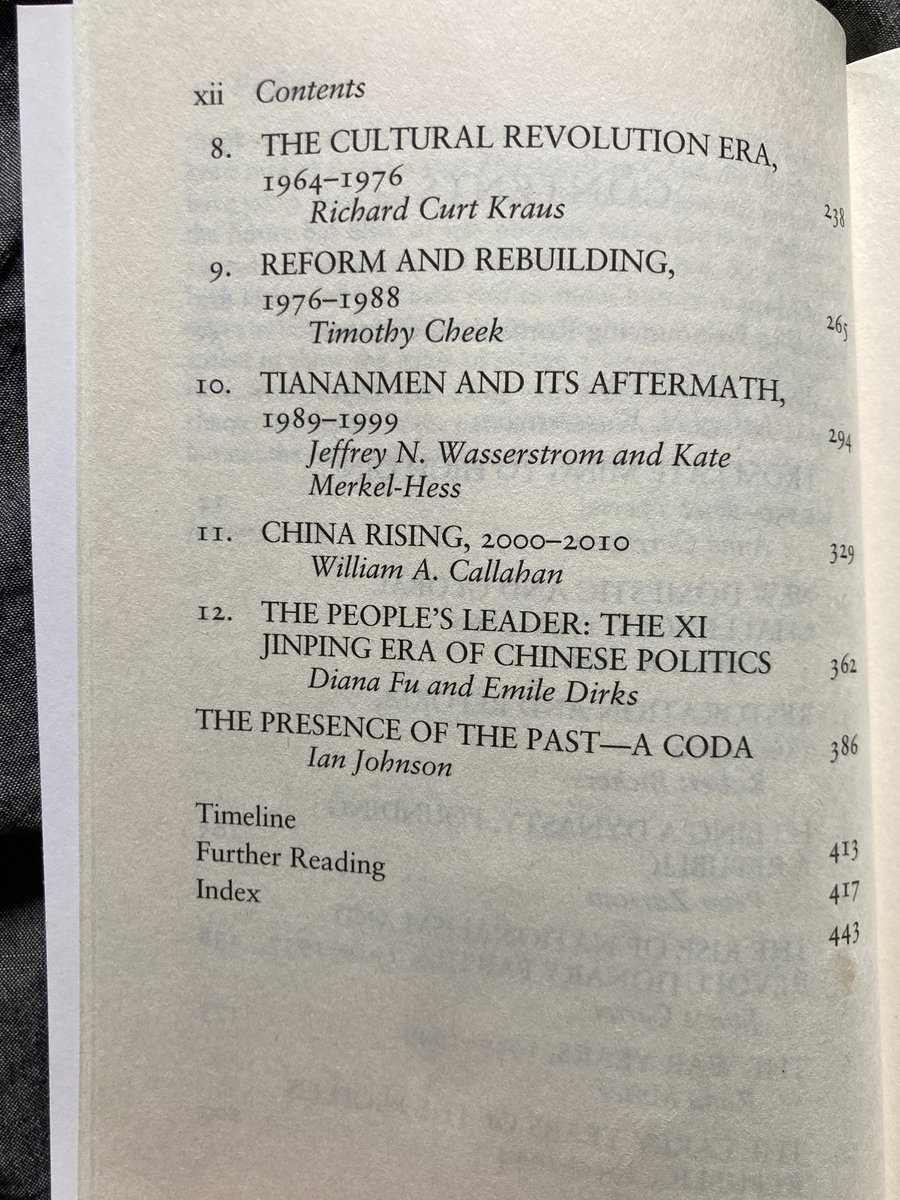 xii Contents
8. THE CULTURAL REVOLUTION ERA,
1964–1976
Richard Curt Kraus 238
9. REFORM AND REBUILDING,
1976–1988
Timothy Cheek 265
10. TIANANMEN AND ITS AFTERMATH,
1989–1999 294
Jeffrey N. Wasserstrom and Kate
Merkel-Hess
11. CHINA RISING, 2000–2010 329
William A. Callahan
12. THE PEOPLE'S LEADER: THE XI
JINPING ERA OF CHINESE POLITICS 362
Diana Fu and Emile Dirks
THE PRESENCE OF THE PAST—A CODA 386
Ian Johnson
Timeline 413
Further Reading 417
Index 443